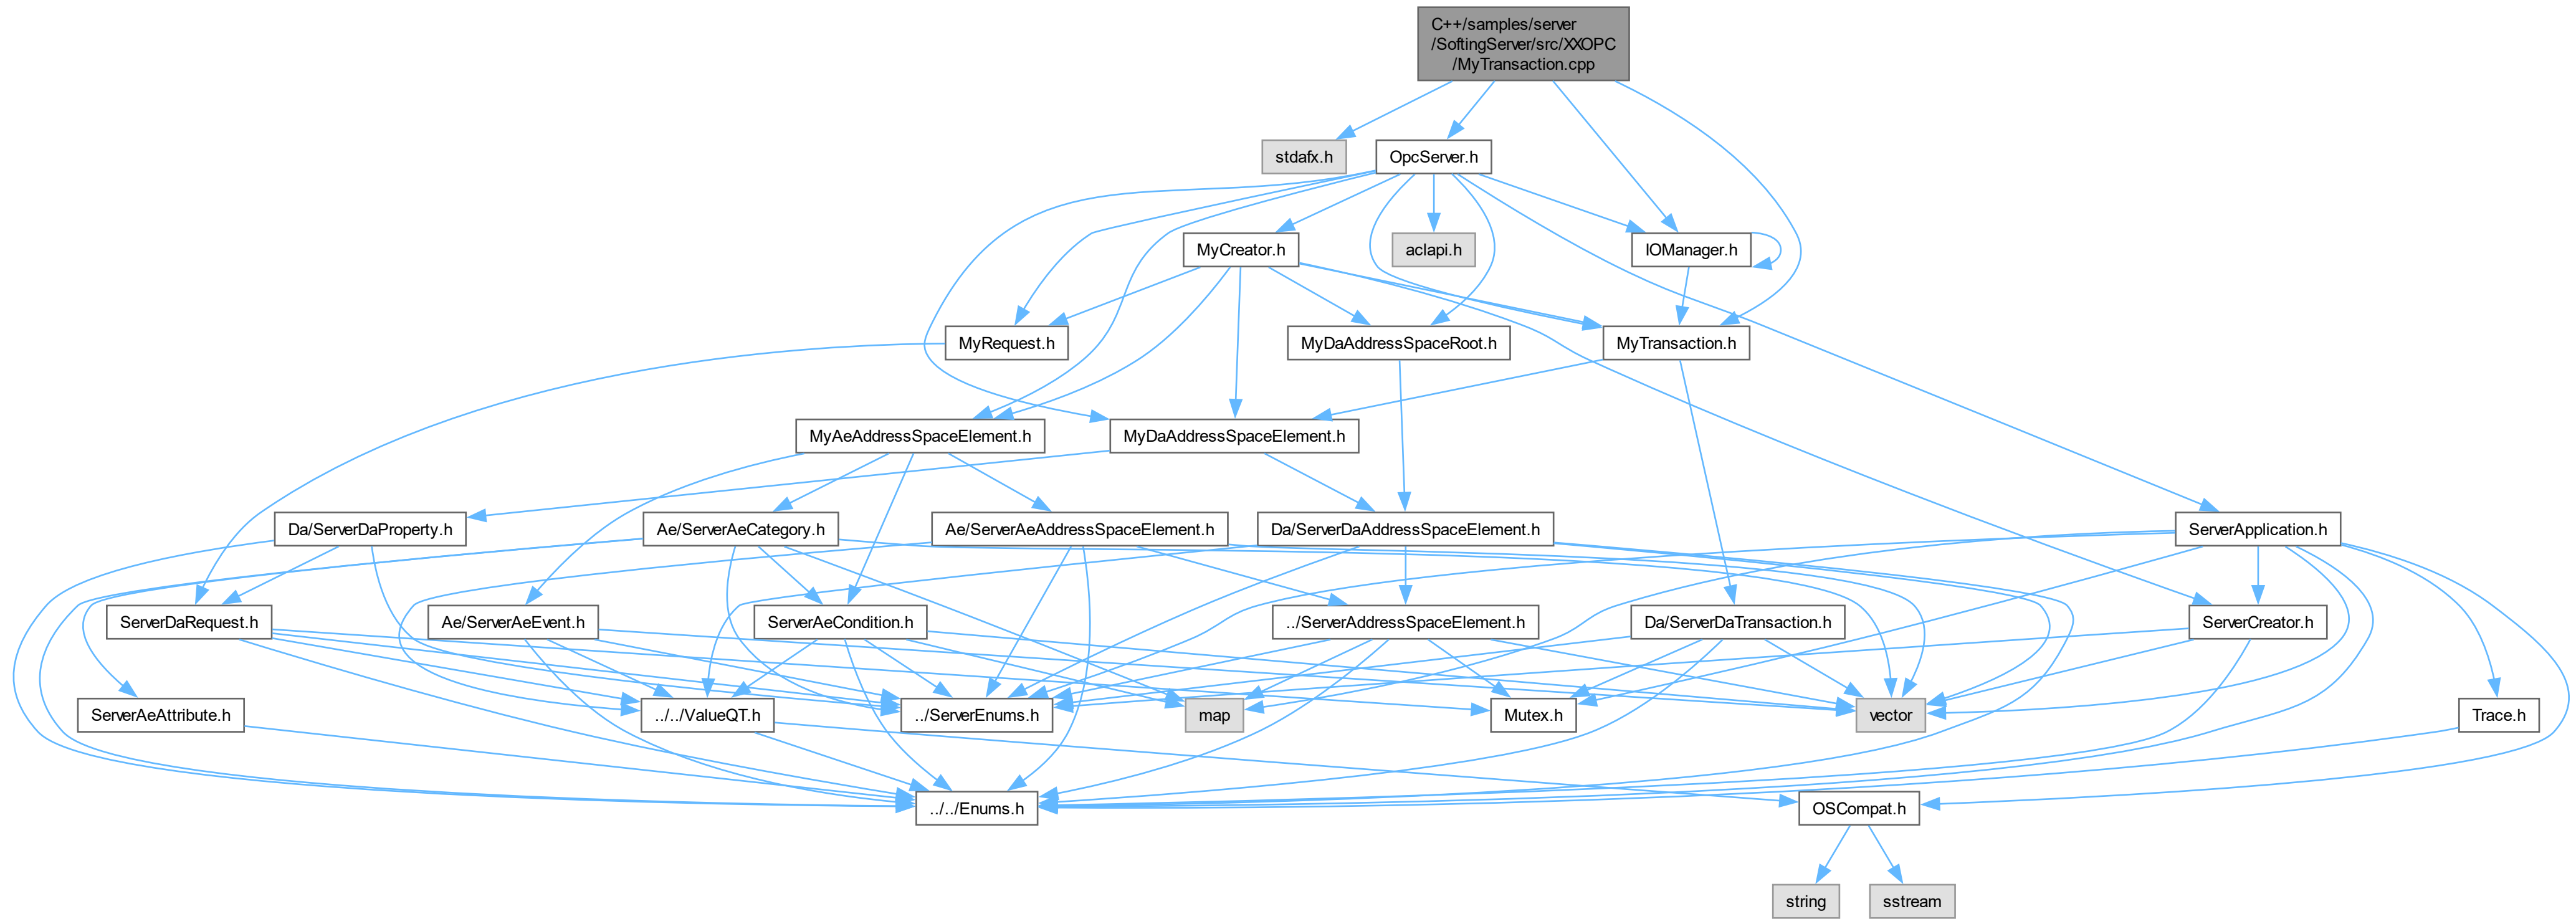 C++/samples/server
/SoftingServer/src/XXOPC
/MyTransaction.cpp
stdafx.h
OpcServer.h
MyCreator.h
aclapi.h
IOManager.h
MyRequest.h
MyDaAddressSpaceRoot.h
MyTransaction.h
MyAeAddressSpaceElement.h
MyDaAddressSpaceElement.h
Da/ServerDaProperty.h
Ae/ServerAeCategory.h
Ae/ServerAeAddressSpaceElement.h
Da/ServerDaAddressSpaceElement.h
ServerApplication.h
ServerDaRequest.h
Ae/ServerAeEvent.h
ServerAeCondition.h
../ServerAddressSpaceElement.h
Da/ServerDaTransaction.h
ServerCreator.h
ServerAeAttribute.h
../../ValueQT.h
../ServerEnums.h
map
Mutex.h
vector
Trace.h
../../Enums.h
OSCompat.h
string
sstream